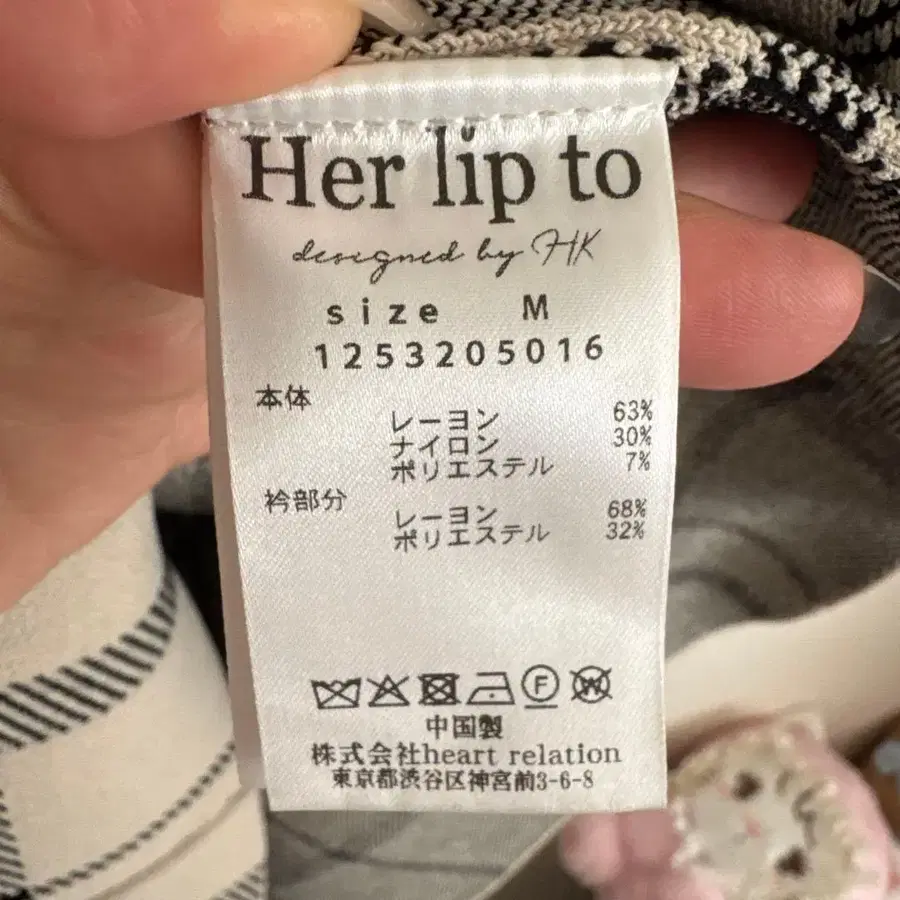 Her lip to
designed by HK
size M
1253205016
本体
レーヨン 63%
ナイロン 30%
ポリエステル 7%
衿部分
レーヨン 68%
ポリエステル 32%
F W
中国製
株式会社heart relation
東京都渋谷区神宮前3-6-8